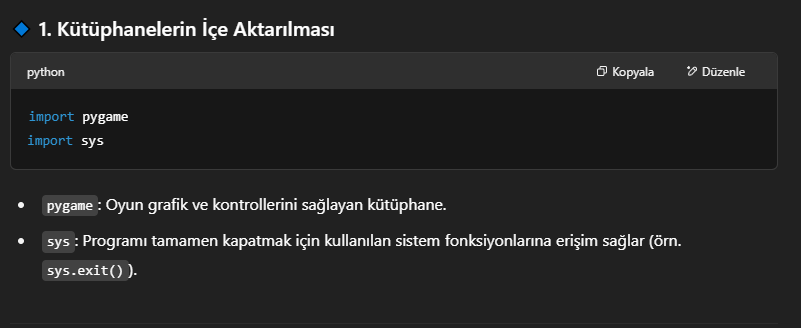 1. Kütüphanelerin İçe Aktarılması
python Kopyala Düzenle
import pygame
import sys
pygame: Oyun grafik ve kontrollerini sağlayan kütüphane.
sys: Programı tamamen kapatmak için kullanılan sistem fonksiyonlarına erişim sağlar (örn.
sys.exit()).